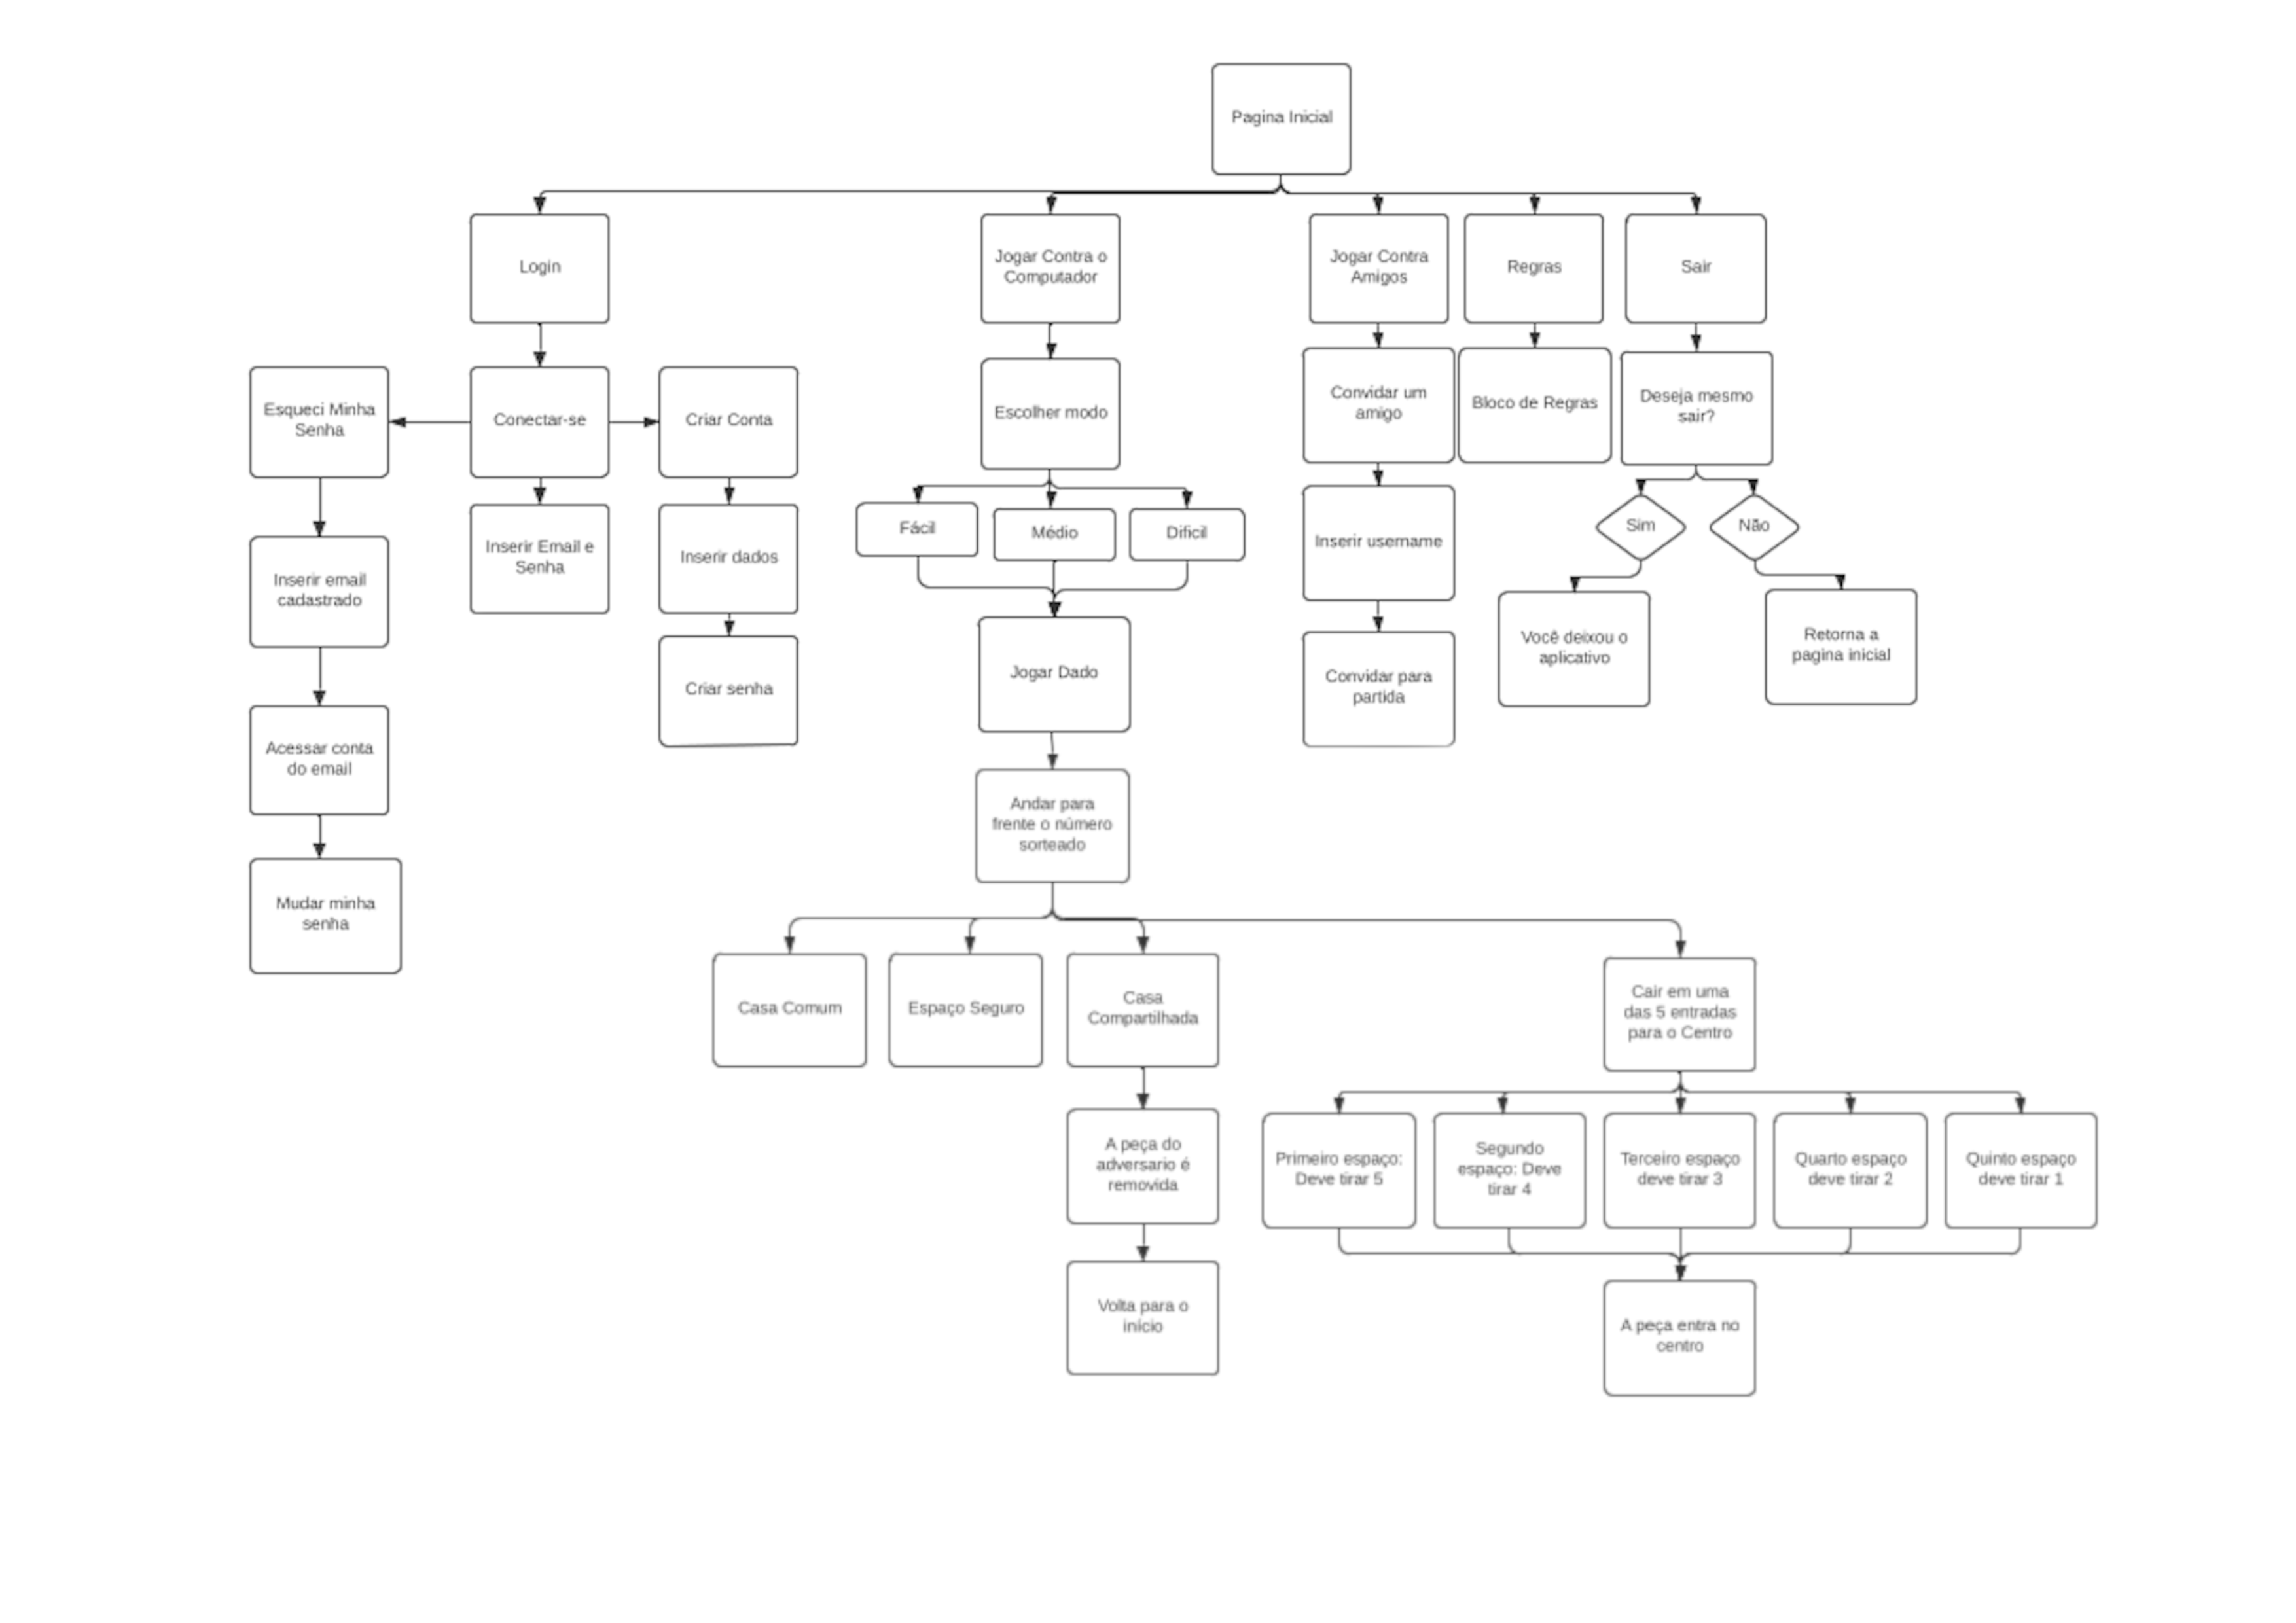 Pagina Inicial
Login
Jogar Contra o
Computador
Jogar Contra
Amigos
Regras
Sair
Esqueci Minha
Senha
Conectar-se
Criar Conta
Escolher modo
Convidar um
amigo
Bloco de Regras
Deseja mesmo
sair?
Fácil
Médio
Dificil
Sim
Não
Inserir Email e
Senha
Inserir dados
Inserir username
Inserir email
cadastrado
Criar senha
Jogar Dado
Convidar para
partida
Você deixou o
aplicativo
Retorna a
pagina inicial
Acessar conta
do email
Andar para
frente o número
sorteado
Mudar minha
senha
Casa Comum
Espaço Seguro
Casa
Compartilhada
Cair em uma
das 5 entradas
para o Centro
A peça do
adversario é
removida
Primeiro espaço:
Deve tirar 5
Segundo
espaço: Deve
tirar 4
Terceiro espaço
deve tirar 3
Quarto espaço
deve tirar 2
Quinto espaço
deve tirar 1
Volta para o
início
A peça entra no
centro